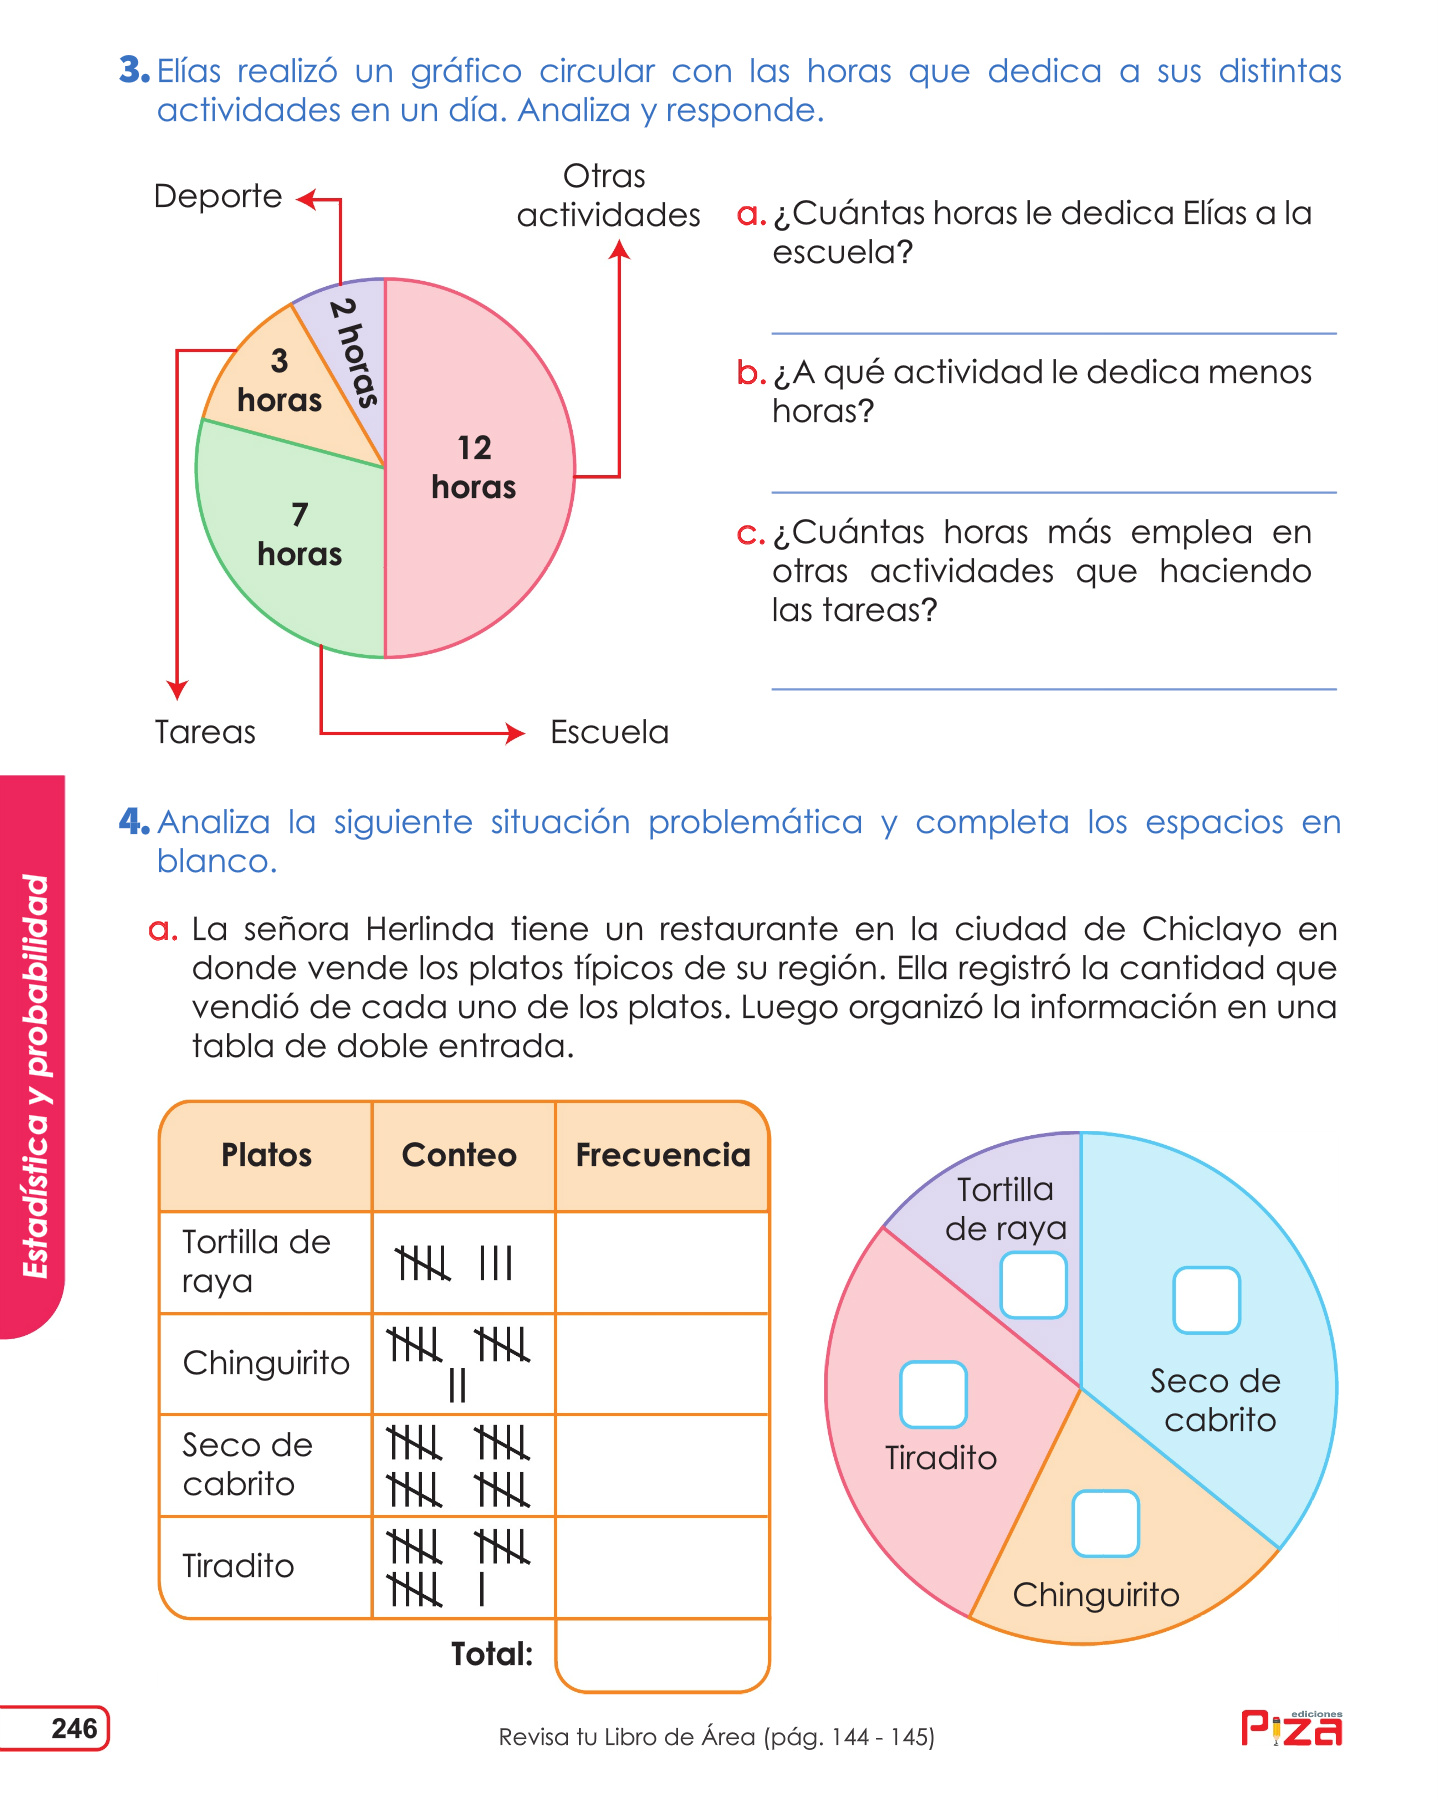 3. Elías realizó un gráfico circular con las horas que dedica a sus distintas
actividades en un día. Analiza y responde.
Deporte
Otras
actividades
2 horas
3
horas
12
horas
7
horas
Tareas
Escuela
a. ¿Cuántas horas le dedica Elías a la
escuela?
b. ¿A qué actividad le dedica menos
horas?
c. ¿Cuántas horas más emplea en
otras actividades que haciendo
las tareas?
4. Analiza la siguiente situación problemática y completa los espacios en
blanco.
a. La señora Herlinda tiene un restaurante en la ciudad de Chiclayo en
donde vende los platos típicos de su región. Ella registró la cantidad que
vendió de cada uno de los platos. Luego organizó la información en una
tabla de doble entrada.
Platos Conteo Frecuencia
Tortilla de
raya
Chinguirito
Seco de
cabrito
Tiradito
Total:
Tortilla
de raya
Seco de
cabrito
Tiradito
Chinguirito
Estadística y probabilidad
246
Revisa tu Libro de Área (pág. 144 - 145)
ediciones
Piza